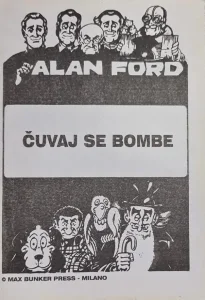 ALAN FORD
ČUVAJ SE BOMBE
© MAX BUNKER PRESS - MILANO